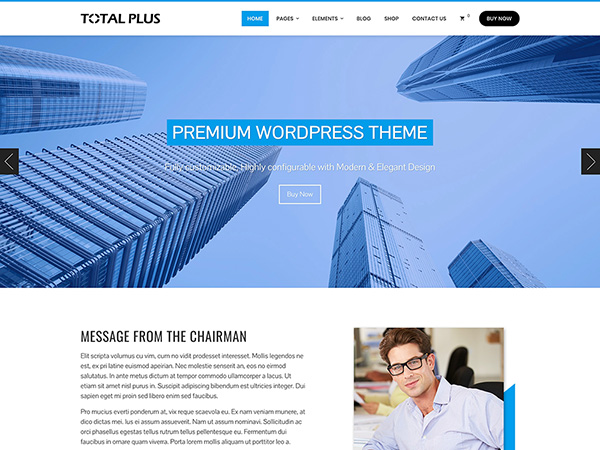 TOTAL PLUS
HOME PAGES ELEMENTS BLOG SHOP CONTACT US 0 BUY NOW
PREMIUM WORDPRESS THEME
Fully customizable, Highly configurable with Modern & Elegant Design
Buy Now
MESSAGE FROM THE CHAIRMAN
Elit scripta volumus cu vim, cum no vidit prodesset interesset. Mollis legendos ne
est, ex pri latine euismod apeirian. Nec molestie senserit an, eos no eirmod
salutatus. In ante metus dictum at tempor commodo ullamcorper a lacus. Ut
etiam sit amet nisl purus in. Suscipit adipiscing bibendum est ultricies integer. Dui
sapien eget mi proin sed libero enim sed faucibus.
Pro mucius everti ponderum at, vix reque scaevola eu. Ex nam veniam munere, at
dico dictas mei. Ius ei assum assueverit. Nam ut assum nominavi. Sollicitudin ac
orci phasellus egestas tellus rutrum tellus pellentesque eu. Fermentum dui
faucibus in ornare quam viverra. Porta lorem mollis aliquam ut porttitor leo a.